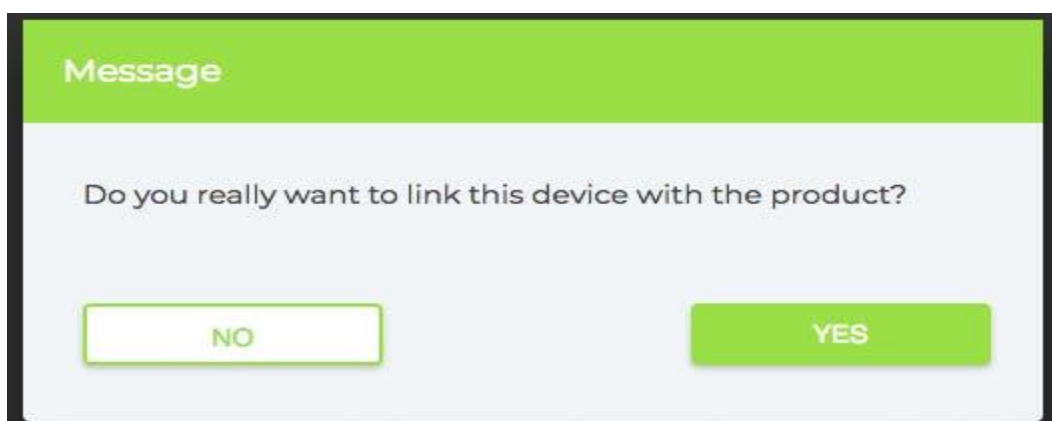 Message
Do you really want to link this device with the product?
NO
YES